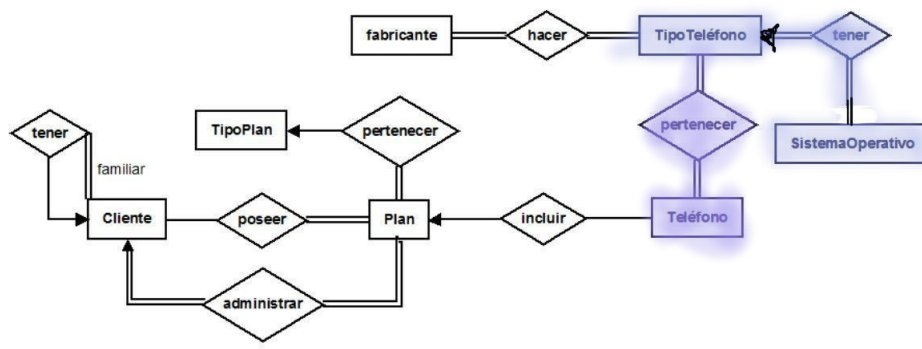 fabricante
hacer
TipoTeléfono
tener
tener
TipoPlan
pertenecer
pertenecer
SistemaOperativo
familiar
Cliente
poseer
Plan
incluir
Teléfono
administrar